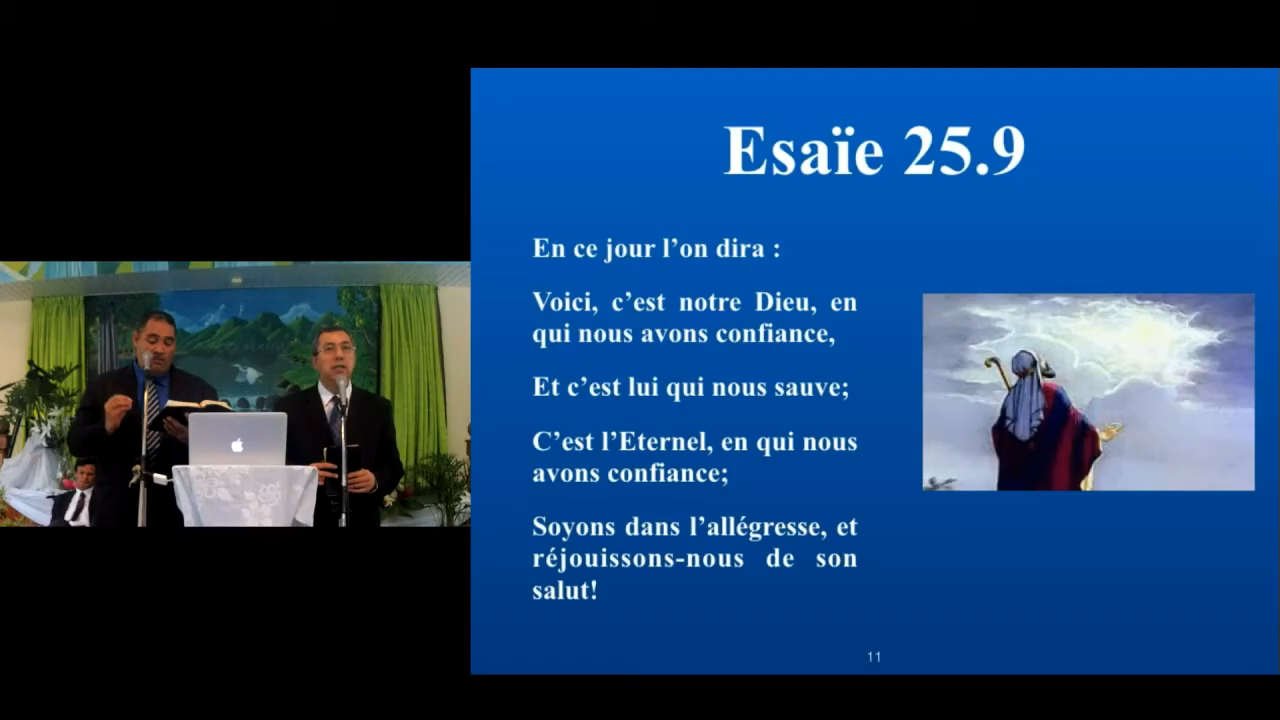 Esaïe 25.9
En ce jour l’on dira :
Voici, c’est notre Dieu, en
qui nous avons confiance,
Et c’est lui qui nous sauve;
C’est l’Eternel, en qui nous
avons confiance;
Soyons dans l’allégresse, et
réjouissons-nous de son
salut!
11